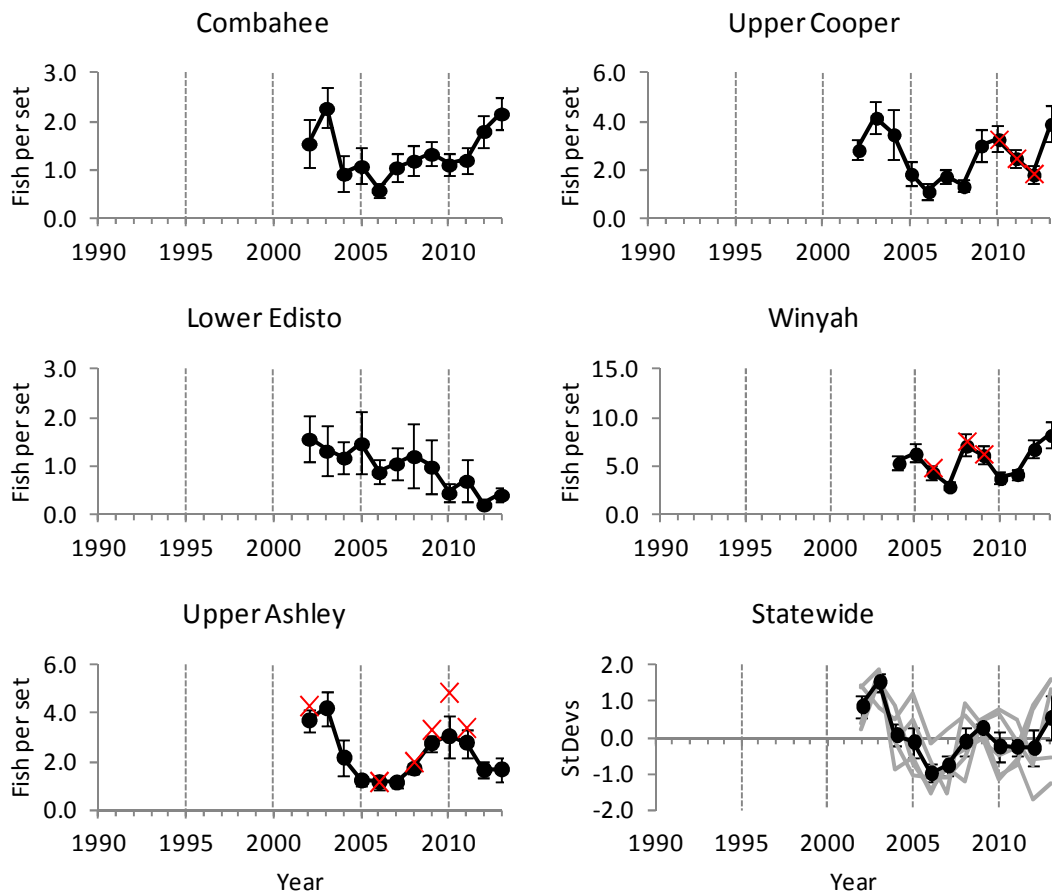 Combahee
Fish per set
3.0
2.0
1.0
0.0
1990 1995 2000 2005 2010
Upper Cooper
Fish per set
6.0
4.0
2.0
0.0
1990 1995 2000 2005 2010
Lower Edisto
Fish per set
3.0
2.0
1.0
0.0
1990 1995 2000 2005 2010
Winyah
Fish per set
15.0
10.0
5.0
0.0
1990 1995 2000 2005 2010
Upper Ashley
Fish per set
6.0
4.0
2.0
0.0
1990 1995 2000 2005 2010
Year
Statewide
St Devs
2.0
1.0
0.0
-1.0
-2.0
1990 1995 2000 2005 2010
Year